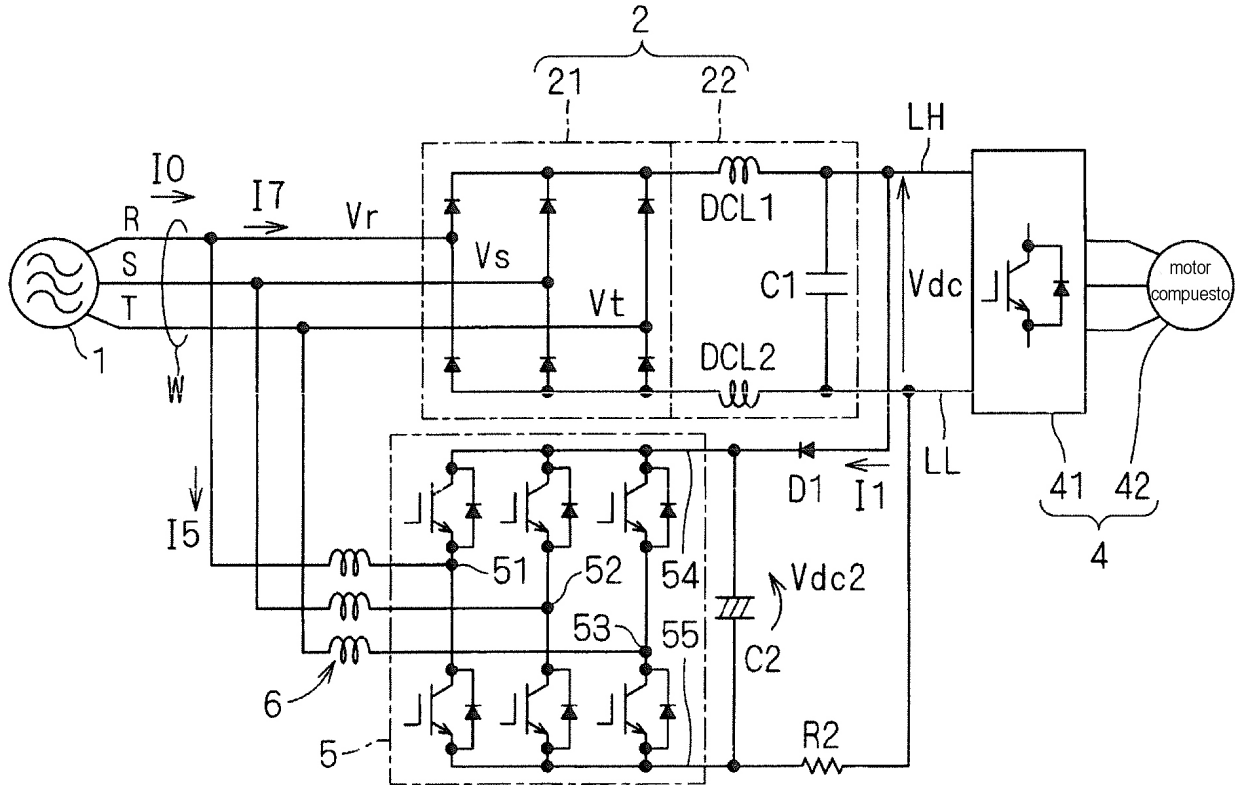 2
21 22
LH
I0
I7
R
Vr
DCL1
S
Vs
T
Vt
C1
Vdc
motor
compuesto
1
W
DCL2
LL
D1
I1
41 42
4
I5
51
52
54
Vdc2
53
55
C2
6
5
R2